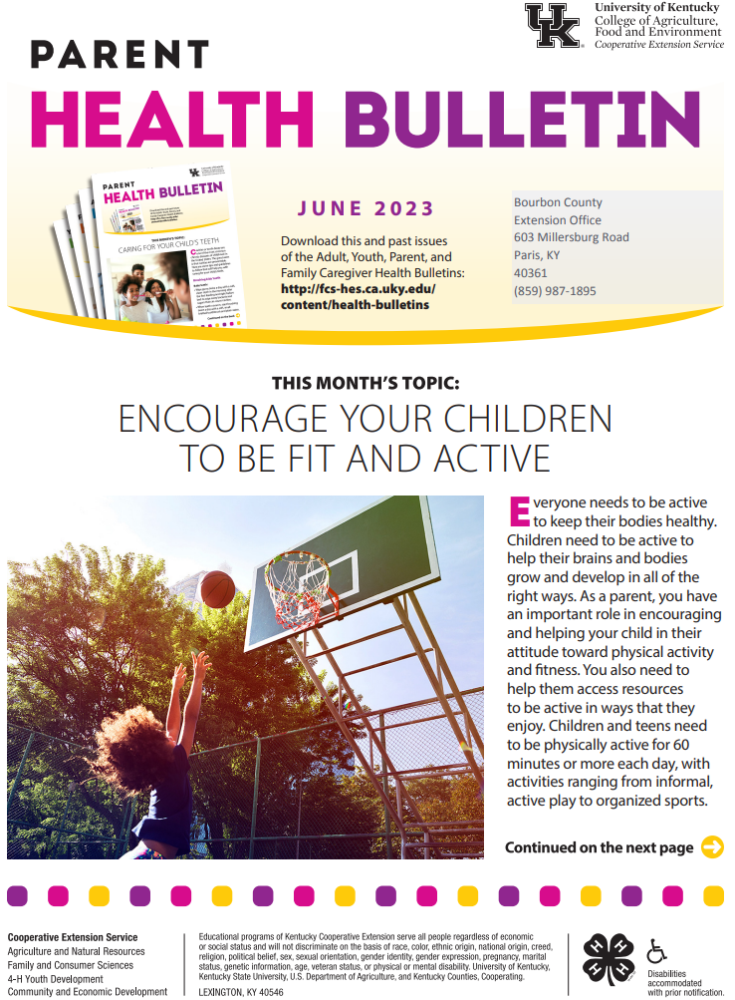 University of Kentucky
College of Agriculture,
Food and Environment
Cooperative Extension Service
PARENT
HEALTH BULLETIN
PARENT
HEALTH BULLETIN
THIS MONTH'S TOPIC:
CARING FOR YOUR CHILD'S TEETH
JUNE 2023
Download this and past issues
of the Adult, Youth, Parent, and
Family Caregiver Health Bulletins:
http://fcs-hes.ca.uky.edu/
content/health-bulletins
Bourbon County
Extension Office
603 Millersburg Road
Paris, KY
40361
(859) 987-1895
THIS MONTH'S TOPIC:
ENCOURAGE YOUR CHILDREN
TO BE FIT AND ACTIVE
Everyone needs to be active
to keep their bodies healthy.
Children need to be active to
help their brains and bodies
grow and develop in all of the
right ways. As a parent, you have
an important role in encouraging
and helping your child in their
attitude toward physical activity
and fitness. You also need to
help them access resources
to be active in ways that they
enjoy. Children and teens need
to be physically active for 60
minutes or more each day, with
activities ranging from informal,
active play to organized sports.
Continued on the next page
Cooperative Extension Service
Agriculture and Natural Resources
Family and Consumer Sciences
4-H Youth Development
Community and Economic Development
Educational programs of Kentucky Cooperative Extension serve all people regardless of economic
or social status and will not discriminate on the basis of race, color, ethnic origin, national origin, creed,
religion, political belief, sex, sexual orientation, gender identity, gender expression, pregnancy, marital
status, genetic information, age, veteran status, or physical or mental disability. University of Kentucky,
Kentucky State University, U.S. Department of Agriculture, and Kentucky Counties, Cooperating.
LEXINGTON, KY 40546
H H
H H
Disabilities
accommodated
with prior notification.